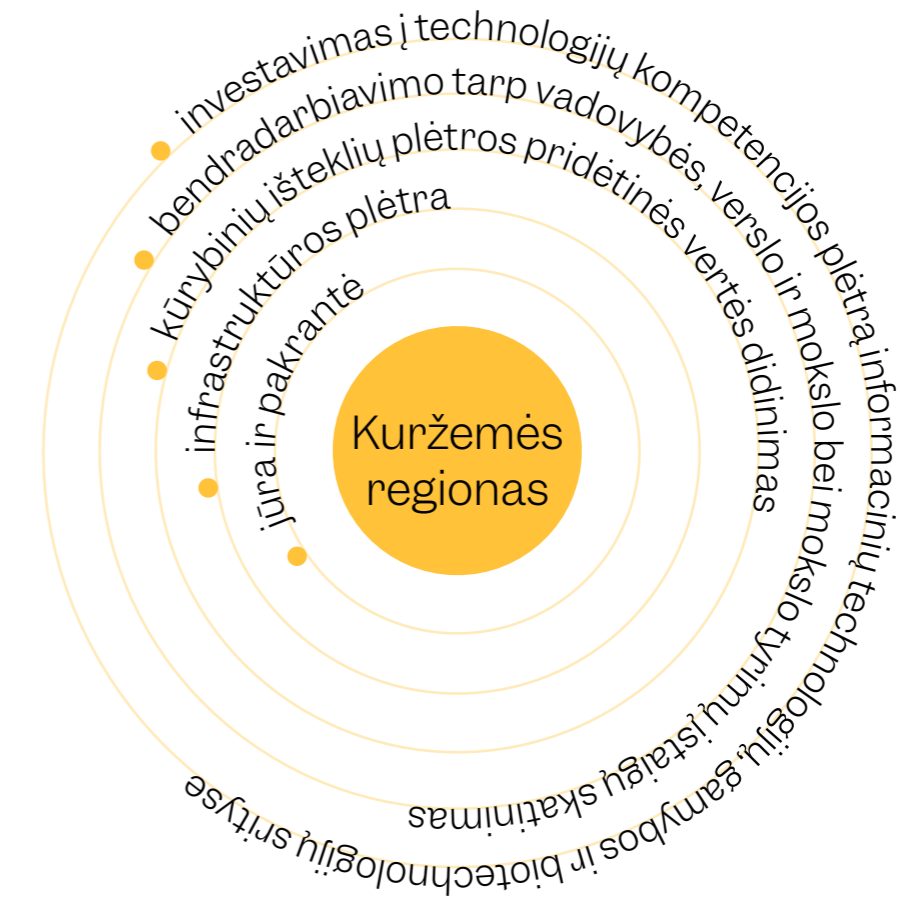 investavimas į technologijų kompetencijos plėtrą informacinių technologijų, gamybos ir biotechnologijų srityse
bendradarbiavimo tarp vadovybės, verslo ir mokslo bei mokslo tyrimų įstaigų skatinimas
kūrybinių išteklių plėtros pridėtinės vertės didinimas
infrastruktūros plėtra
jūra ir pakrantė
Kuržemės
regionas